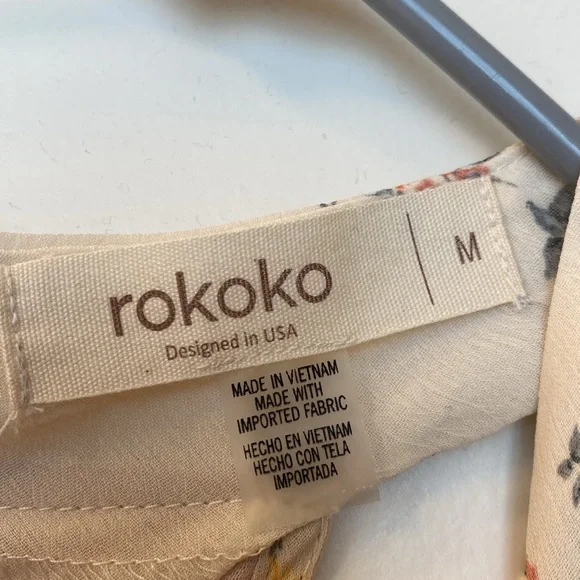 rokoko | M
Designed in USA
MADE IN VIETNAM
MADE WITH
IMPORTED FABRIC
HECHO EN VIETNAM
HECHO CON TELA
IMPORTADA